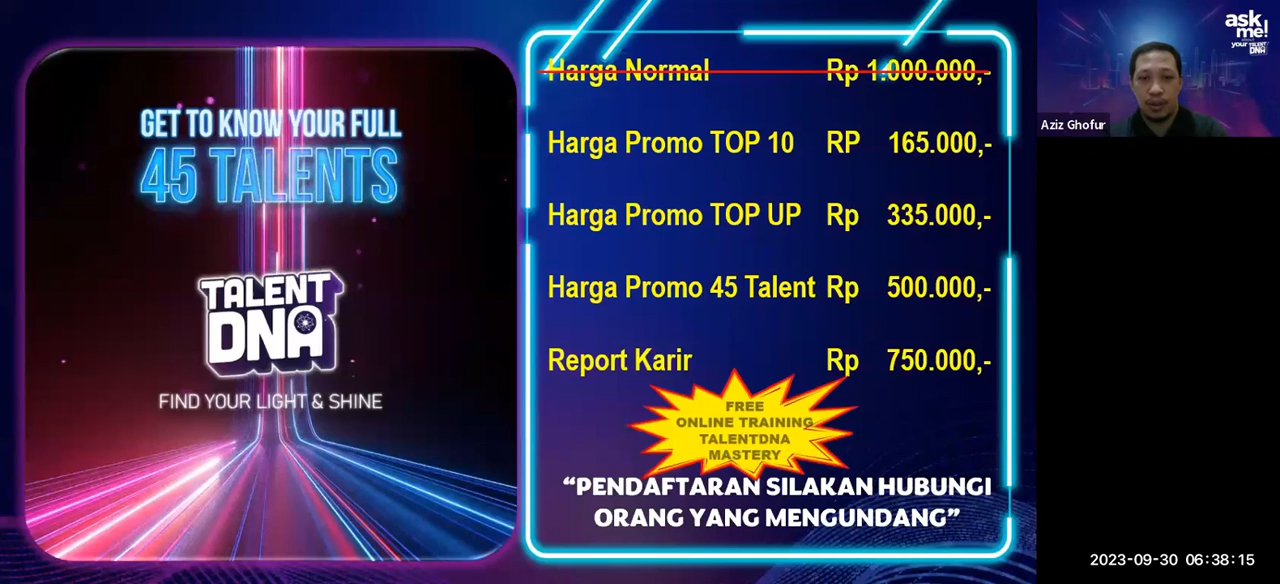 GET TO KNOW YOUR FULL
45 TALENTS
TALENT
DNA
FIND YOUR LIGHT & SHINE
Harga Normal Rp 1.000.000,-
Harga Promo TOP 10 RP 165.000,-
Harga Promo TOP UP Rp 335.000,-
Harga Promo 45 Talent Rp 500.000,-
Report Karir Rp 750.000,-
FREE
ONLINE TRAINING
TALENTDNA
MASTERY
“PENDAFTARAN SILAKAN HUBUNGI
ORANG YANG MENGUNDANG”
ask
me!
your TALENT
DNA
Aziz Ghofur
2023-09-30 06:38:15